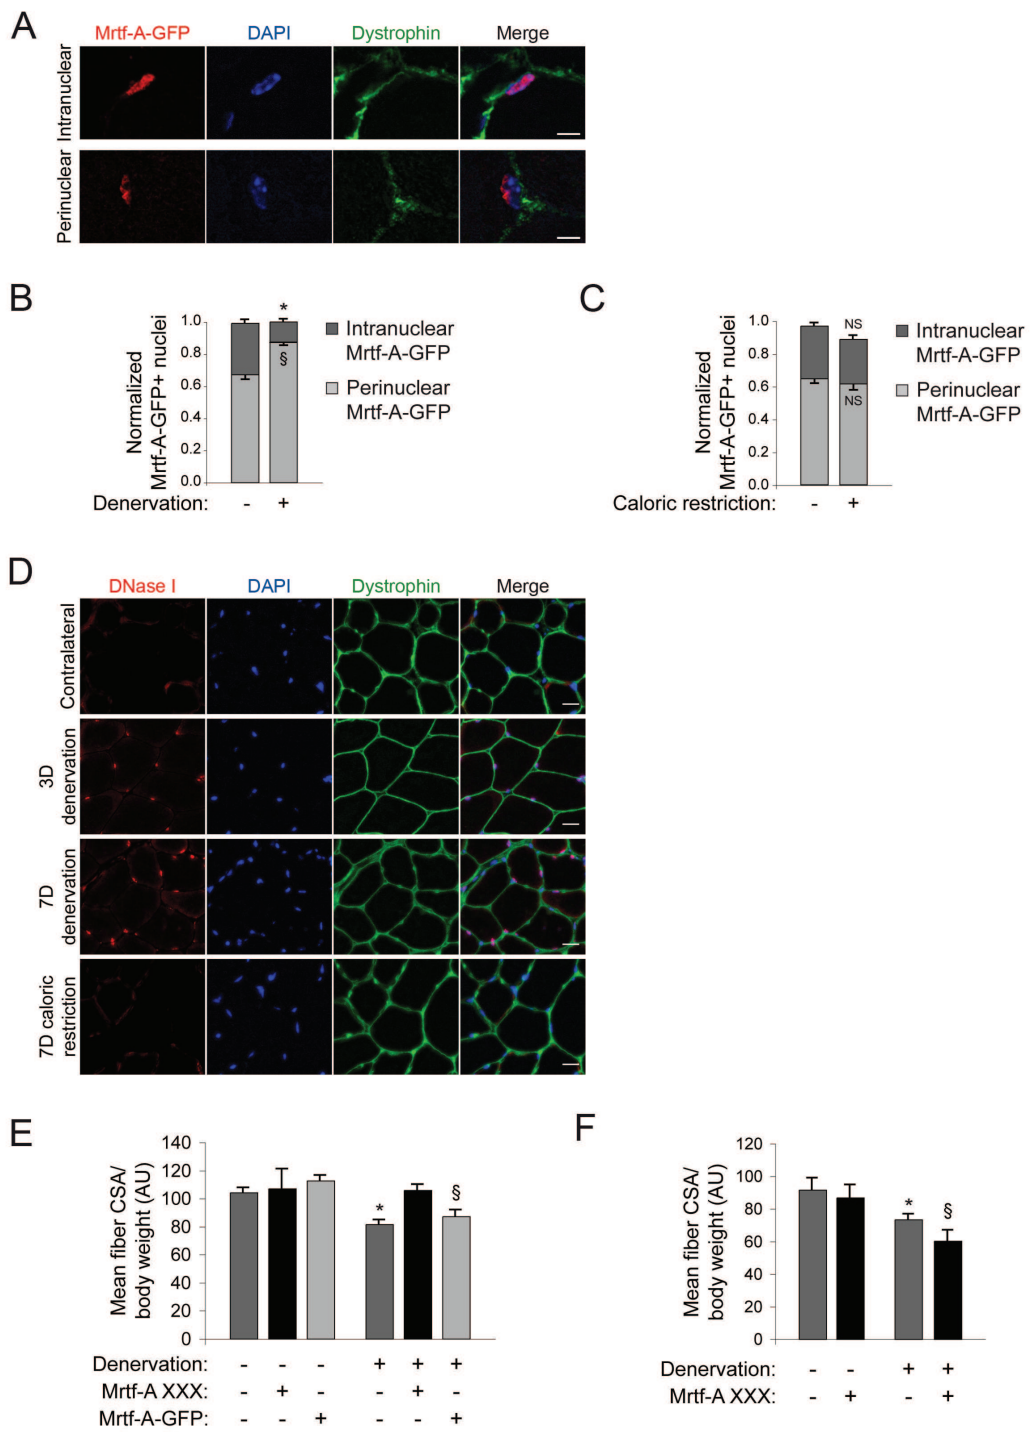 A
Mrtf-A-GFP DAPI Dystrophin Merge
Intranuclear
Perinuclear
B
Normalized
Mrtf-A-GFP+ nuclei
1.0
0.8
0.6
0.4
0.2
0.0
*
§
Intranuclear
Mrtf-A-GFP
Perinuclear
Mrtf-A-GFP
Denervation: - +
C
Normalized
Mrtf-A-GFP+ nuclei
1.0
0.8
0.6
0.4
0.2
0.0
NS
NS
Intranuclear
Mrtf-A-GFP
Perinuclear
Mrtf-A-GFP
Caloric restriction: - +
D
DNase I DAPI Dystrophin Merge
Contralateral
3D
denervation
7D
denervation
7D caloric
restriction
E
Mean fiber CSA/
body weight (AU)
140
120
100
80
60
40
20
0
* §
Denervation: - - - + + +
Mrtf-A XXX: - + - - + -
Mrtf-A-GFP: - - + - - +
F
Mean fiber CSA/
body weight (AU)
120
100
80
60
40
20
0
* §
Denervation: - - + +
Mrtf-A XXX: - + - +